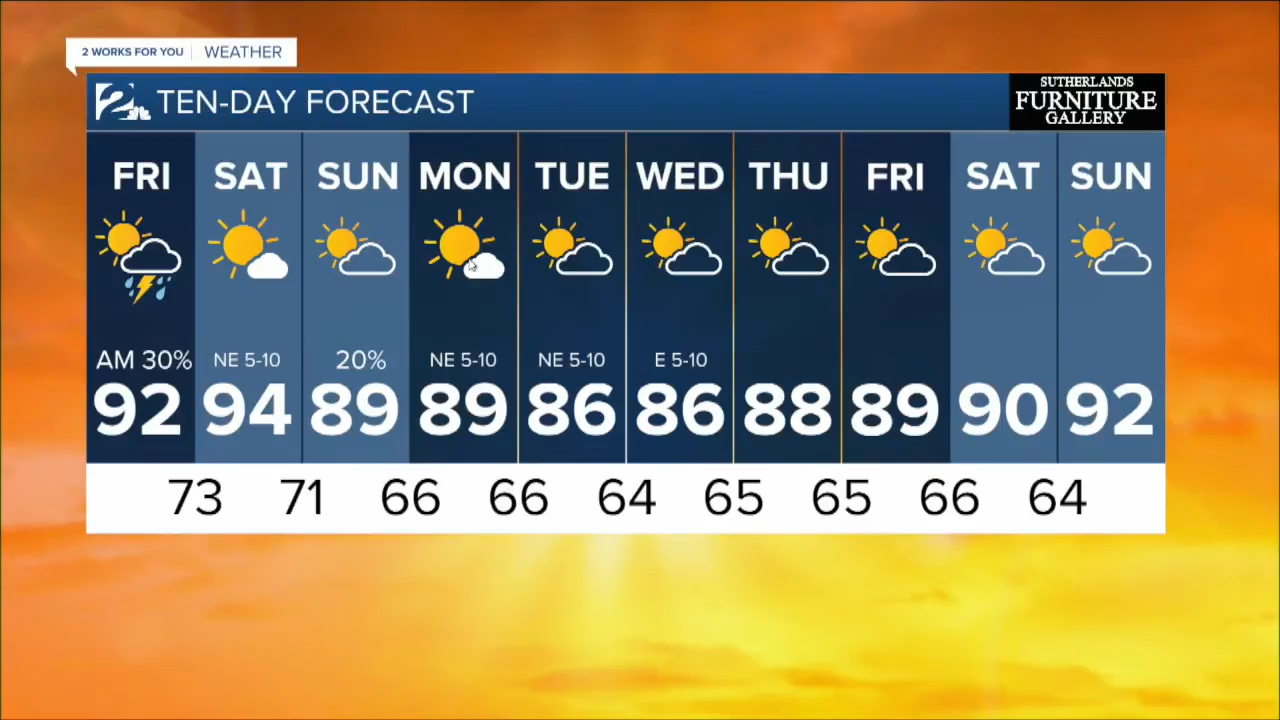 2 WORKS FOR YOU WEATHER
2 TEN-DAY FORECAST
SUTHERLANDS
FURNITURE
GALLERY
FRI SAT SUN MON TUE WED THU FRI SAT SUN
AM 30% NE 5-10 20% NE 5-10 NE 5-10 E 5-10
92 94 89 89 86 86 88 89 90 92
73 71 66 66 64 65 65 66 64